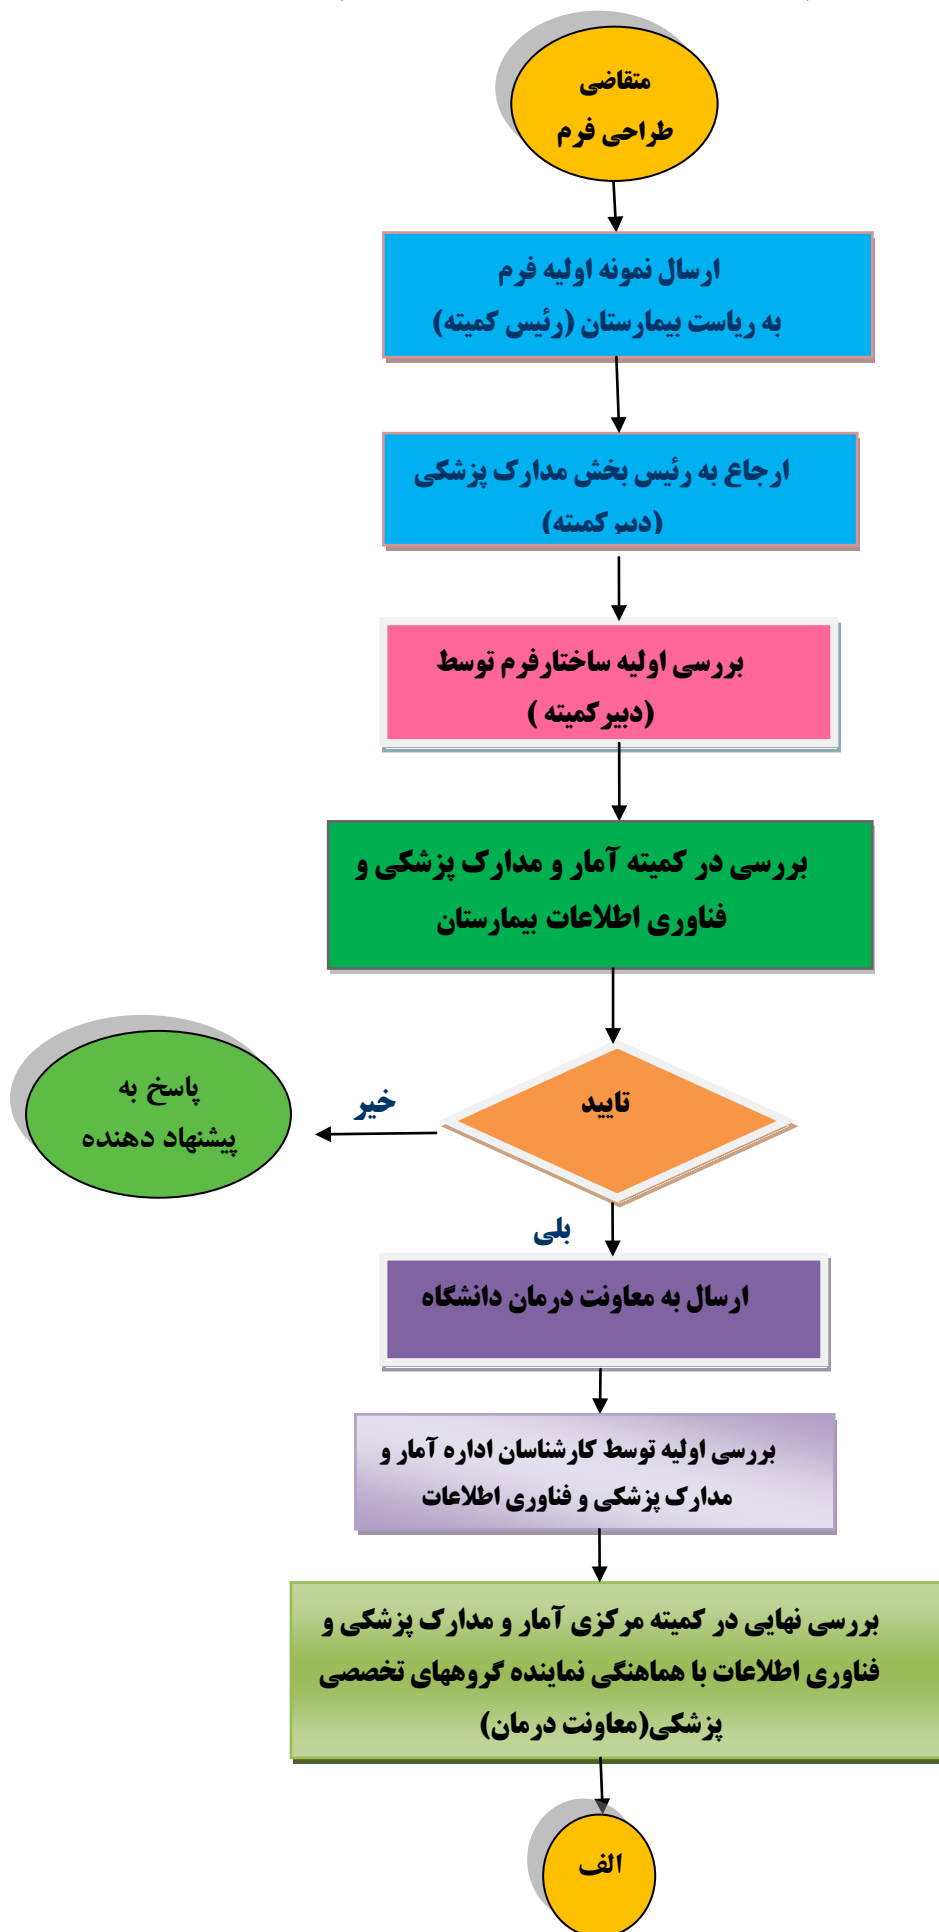 متقاضی
طراحی فرم
ارسال نمونه اولیه فرم
به ریاست بیمارستان (رئیس کمیته)
ارجاع به رئیس بخش مدارک پزشکی
(دبیرکمیته)
بررسی اولیه ساختارفرم توسط
(دبیرکمیته )
بررسی در کمیته آمار و مدارک پزشکی و
فناوری اطلاعات بیمارستان
تایید
خیر
پاسخ به
پیشنهاد دهنده
بلی
ارسال به معاونت درمان دانشگاه
بررسی اولیه توسط کارشناسان اداره آمار و
مدارک پزشکی و فناوری اطلاعات
بررسی نهایی در کمیته مرکزی آمار و مدارک پزشکی و
فناوری اطلاعات با هماهنگی نماینده گروههای تخصصی
پزشکی(معاونت درمان)
الف